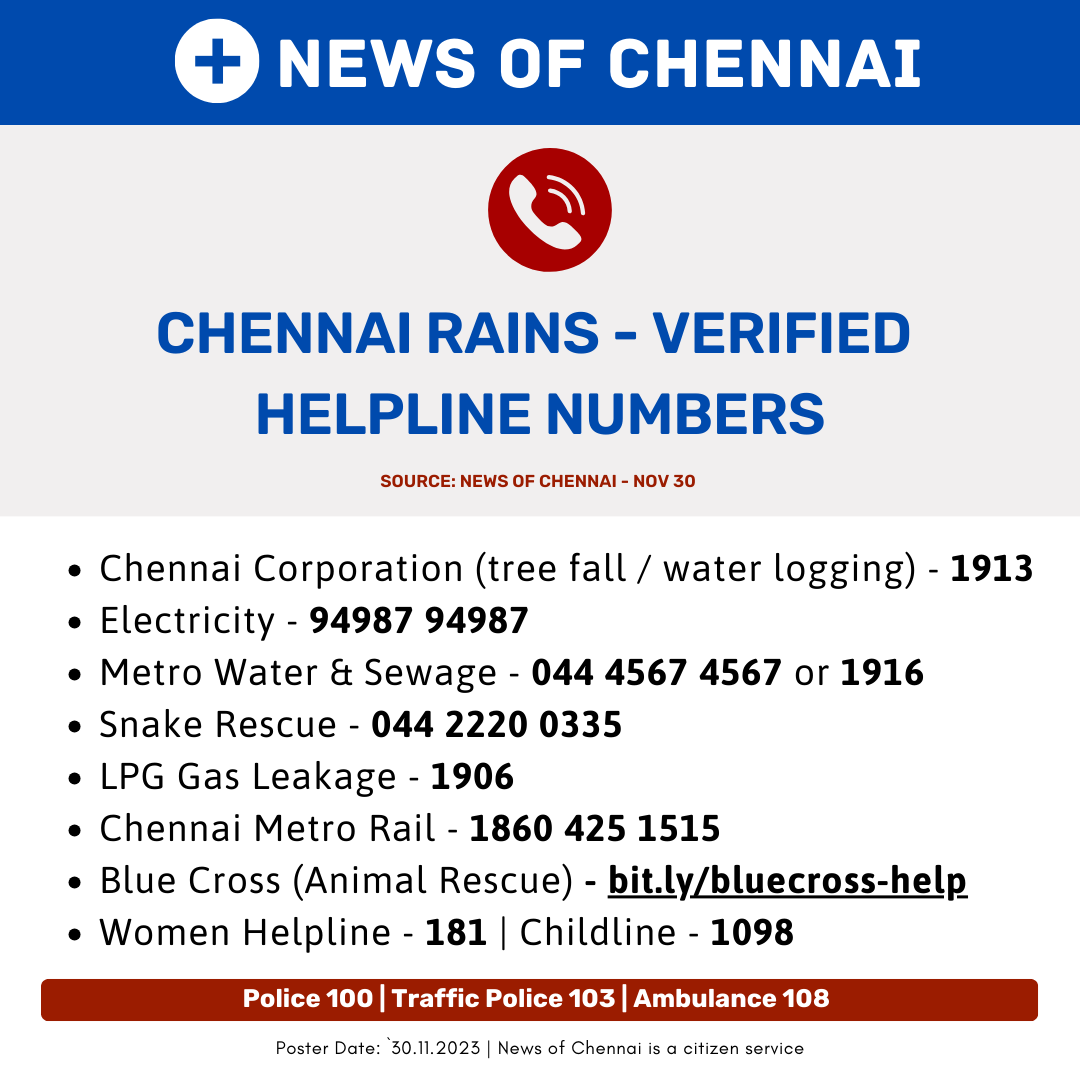 NEWS OF CHENNAI
CHENNAI RAINS - VERIFIED
HELPLINE NUMBERS
SOURCE: NEWS OF CHENNAI - NOV 30
• Chennai Corporation (tree fall / water logging) - 1913
• Electricity - 94987 94987
• Metro Water & Sewage - 044 4567 4567 or 1916
• Snake Rescue - 044 2220 0335
• LPG Gas Leakage - 1906
• Chennai Metro Rail - 1860 425 1515
• Blue Cross (Animal Rescue) - bit.ly/bluecross-help
• Women Helpline - 181 | Childline - 1098
Police 100 | Traffic Police 103 | Ambulance 108
Poster Date: `30.11.2023 | News of Chennai is a citizen service